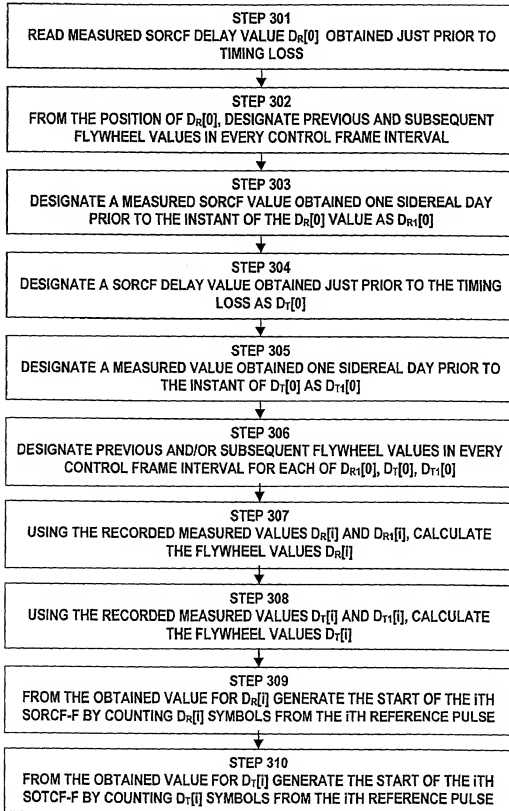 STEP 301
READ MEASURED SORCF DELAY VALUE DR[0] OBTAINED JUST PRIOR TO
TIMING LOSS
STEP 302
FROM THE POSITION OF DR[0], DESIGNATE PREVIOUS AND SUBSEQUENT
FLYWHEEL VALUES IN EVERY CONTROL FRAME INTERVAL
STEP 303
DESIGNATE A MEASURED SORCF VALUE OBTAINED ONE SIDEREAL DAY
PRIOR TO THE INSTANT OF THE DR[0] VALUE AS DR1[0]
STEP 304
DESIGNATE A SORCF DELAY VALUE OBTAINED JUST PRIOR TO THE TIMING
LOSS AS DT[0]
STEP 305
DESIGNATE A MEASURED VALUE OBTAINED ONE SIDEREAL DAY PRIOR TO
THE INSTANT OF DT[0] AS DT1[0]
STEP 306
DESIGNATE PREVIOUS AND/OR SUBSEQUENT FLYWHEEL VALUES IN EVERY
CONTROL FRAME INTERVAL FOR EACH OF DR1[0], DT[0], DT1[0]
STEP 307
USING THE RECORDED MEASURED VALUES DR[i] AND DR1[i], CALCULATE
THE FLYWHEEL VALUES DR[i]
STEP 308
USING THE RECORDED MEASURED VALUES DT[i] AND DT1[i], CALCULATE
THE FLYWHEEL VALUES DT[i]
STEP 309
FROM THE OBTAINED VALUE FOR DR[i] GENERATE THE START OF THE iTH
SORCF-F BY COUNTING DR[i] SYMBOLS FROM THE iTH REFERENCE PULSE
STEP 310
FROM THE OBTAINED VALUE FOR DT[i] GENERATE THE START OF THE iTH
SOTCF-F BY COUNTING DT[i] SYMBOLS FROM THE iTH REFERENCE PULSE